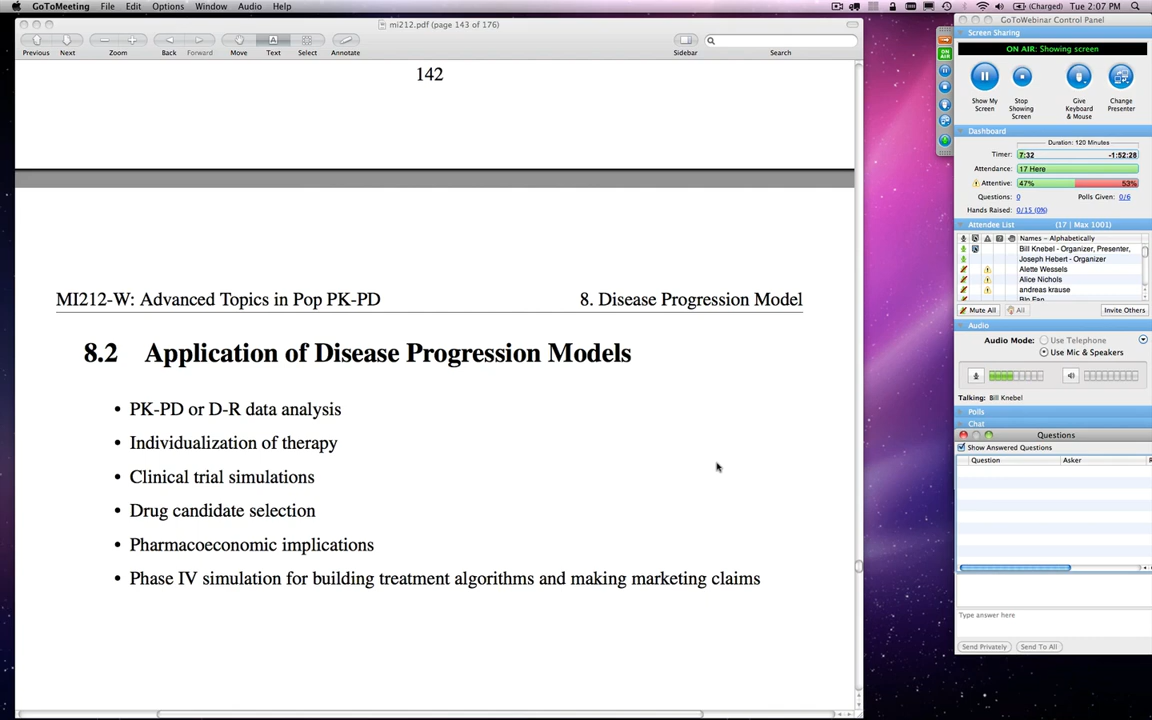 GoToMeeting File Edit Options Window Audio Help (Charged) Tue 2:07 PM
mi212.pdf (page 143 of 176)
Previous Next Zoom Back Forward Move Text Select Annotate Sidebar Search
142
MI212-W: Advanced Topics in Pop PK-PD 8. Disease Progression Model
8.2 Application of Disease Progression Models
• PK-PD or D-R data analysis
• Individualization of therapy
• Clinical trial simulations
• Drug candidate selection
• Pharmacoeconomic implications
• Phase IV simulation for building treatment algorithms and making marketing claims
GoToWebinar Control Panel
Screen Sharing
ON AIR: Showing screen
ON AIR
Show My Screen
Stop Showing Screen
Give Keyboard & Mouse
Change Presenter
Dashboard
Duration: 120 Minutes
Timer: 7:32 -1:52:28
Attendance: 17 Here
Attentive: 47% 53%
Questions: 0 Polls Given: 0/6
Hands Raised: 0/15 (0%)
Attendee List (17 | Max 1001)
Names - Alphabetically
Bill Knebel - Organizer, Presenter,
Joseph Hebert - Organizer
Alette Wessels
Alice Nichols
andreas krause
Mute All All Invite Others
Audio
Audio Mode: Use Telephone
Use Mic & Speakers
Talking: Bill Knebel
Polls
Chat
Questions
Show Answered Questions
Question Asker
Type answer here
Send Privately Send To All